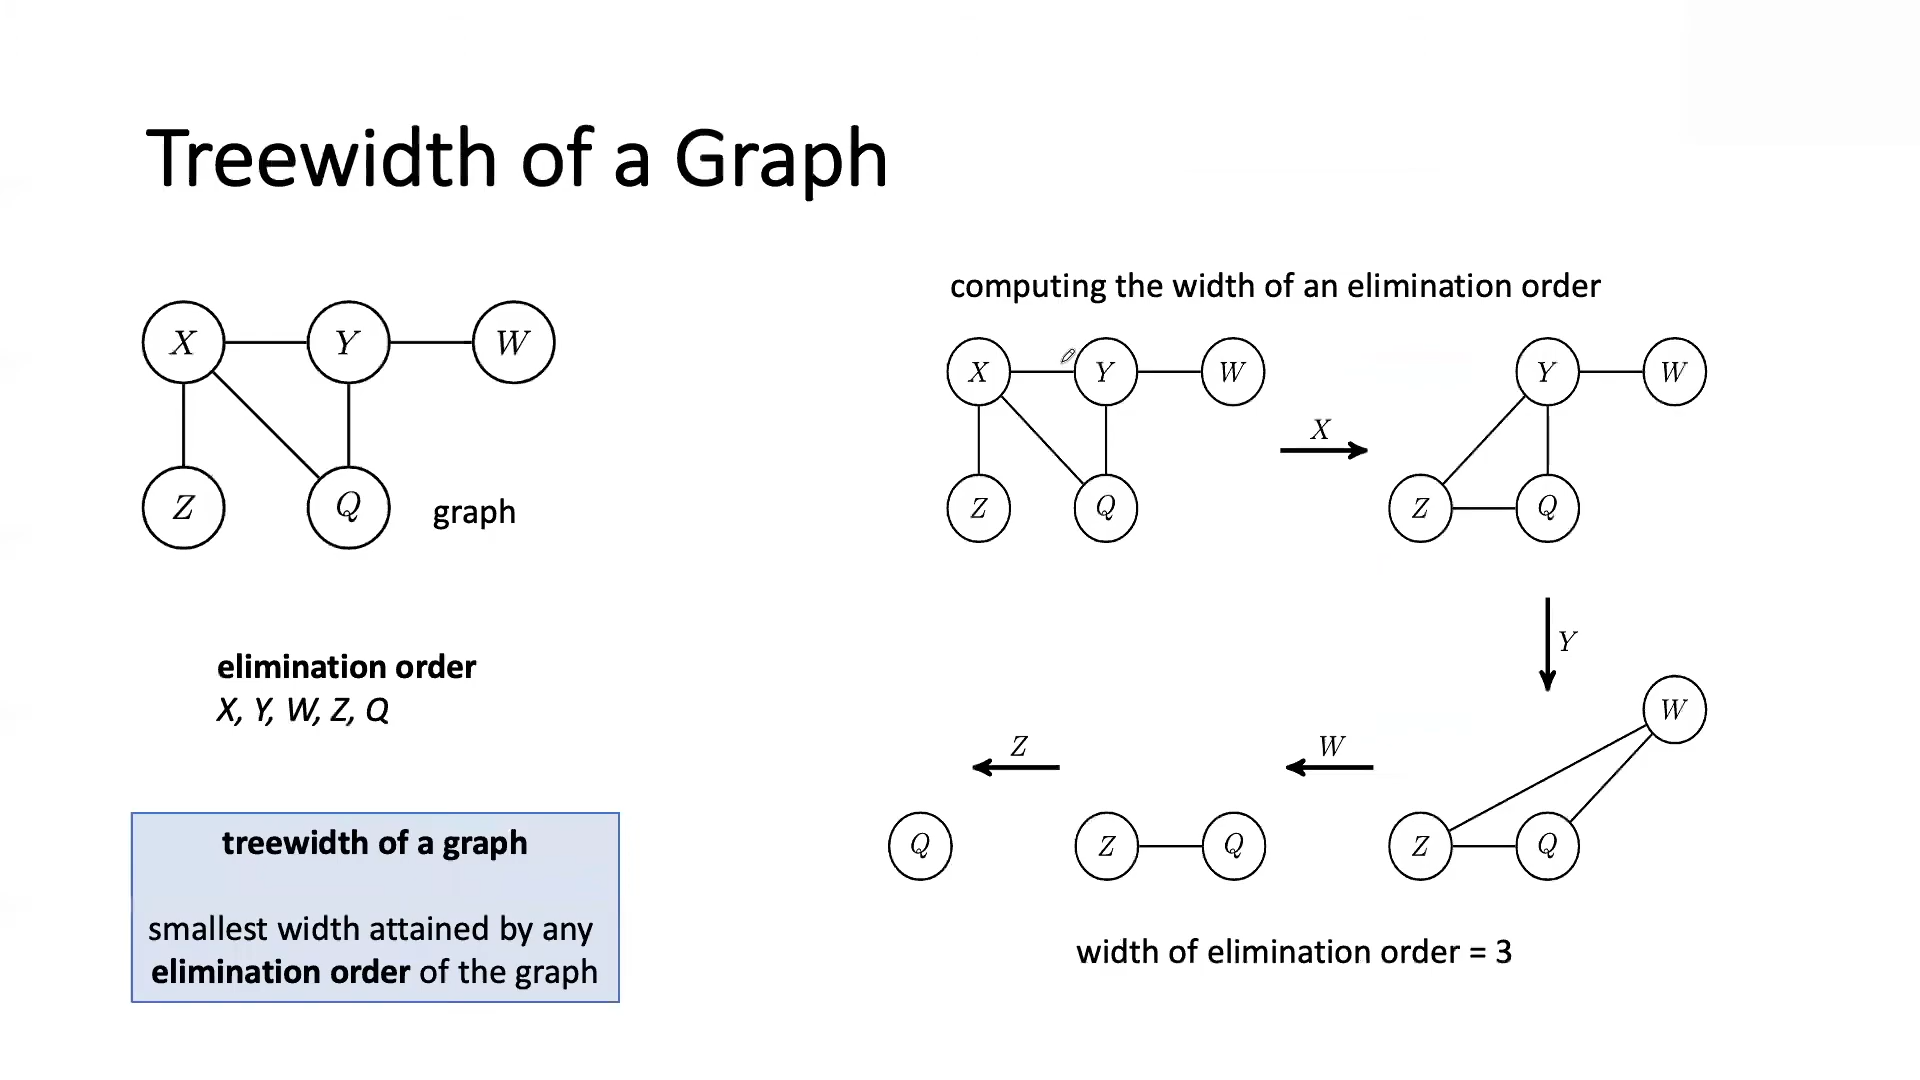 Treewidth of a Graph
X Y W
Z Q graph
elimination order
X, Y, W, Z, Q
treewidth of a graph
smallest width attained by any
elimination order of the graph
computing the width of an elimination order
X Y W
Z Q
X
Y W
Z Q
Y
W
Z Q
W
Z Q
Z
Q
width of elimination order = 3